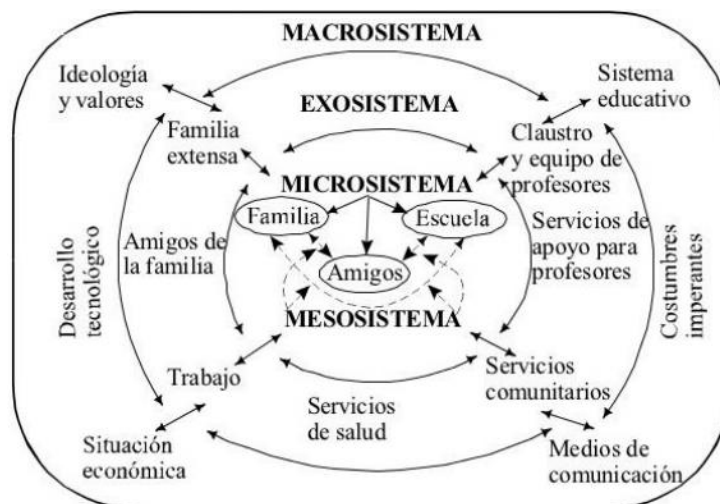 MACROSISTEMA
Ideología
y valores
Sistema
educativo
EXOSISTEMA
Familia
extensa
Claustro
y equipo de
profesores
MICROSISTEMA
Familia
Escuela
Amigos
Amigos de
la familia
Servicios de
apoyo para
profesores
Desarrollo
tecnológico
Costumbres
imperantes
MESOSISTEMA
Trabajo
Servicios
comunitarios
Servicios
de salud
Situación
económica
Medios de
comunicación